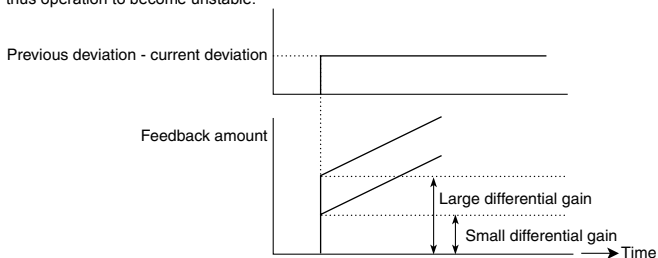 thus operation to become unstable.
Previous deviation - current deviation
Feedback amount
Large differential gain
Small differential gain
Time